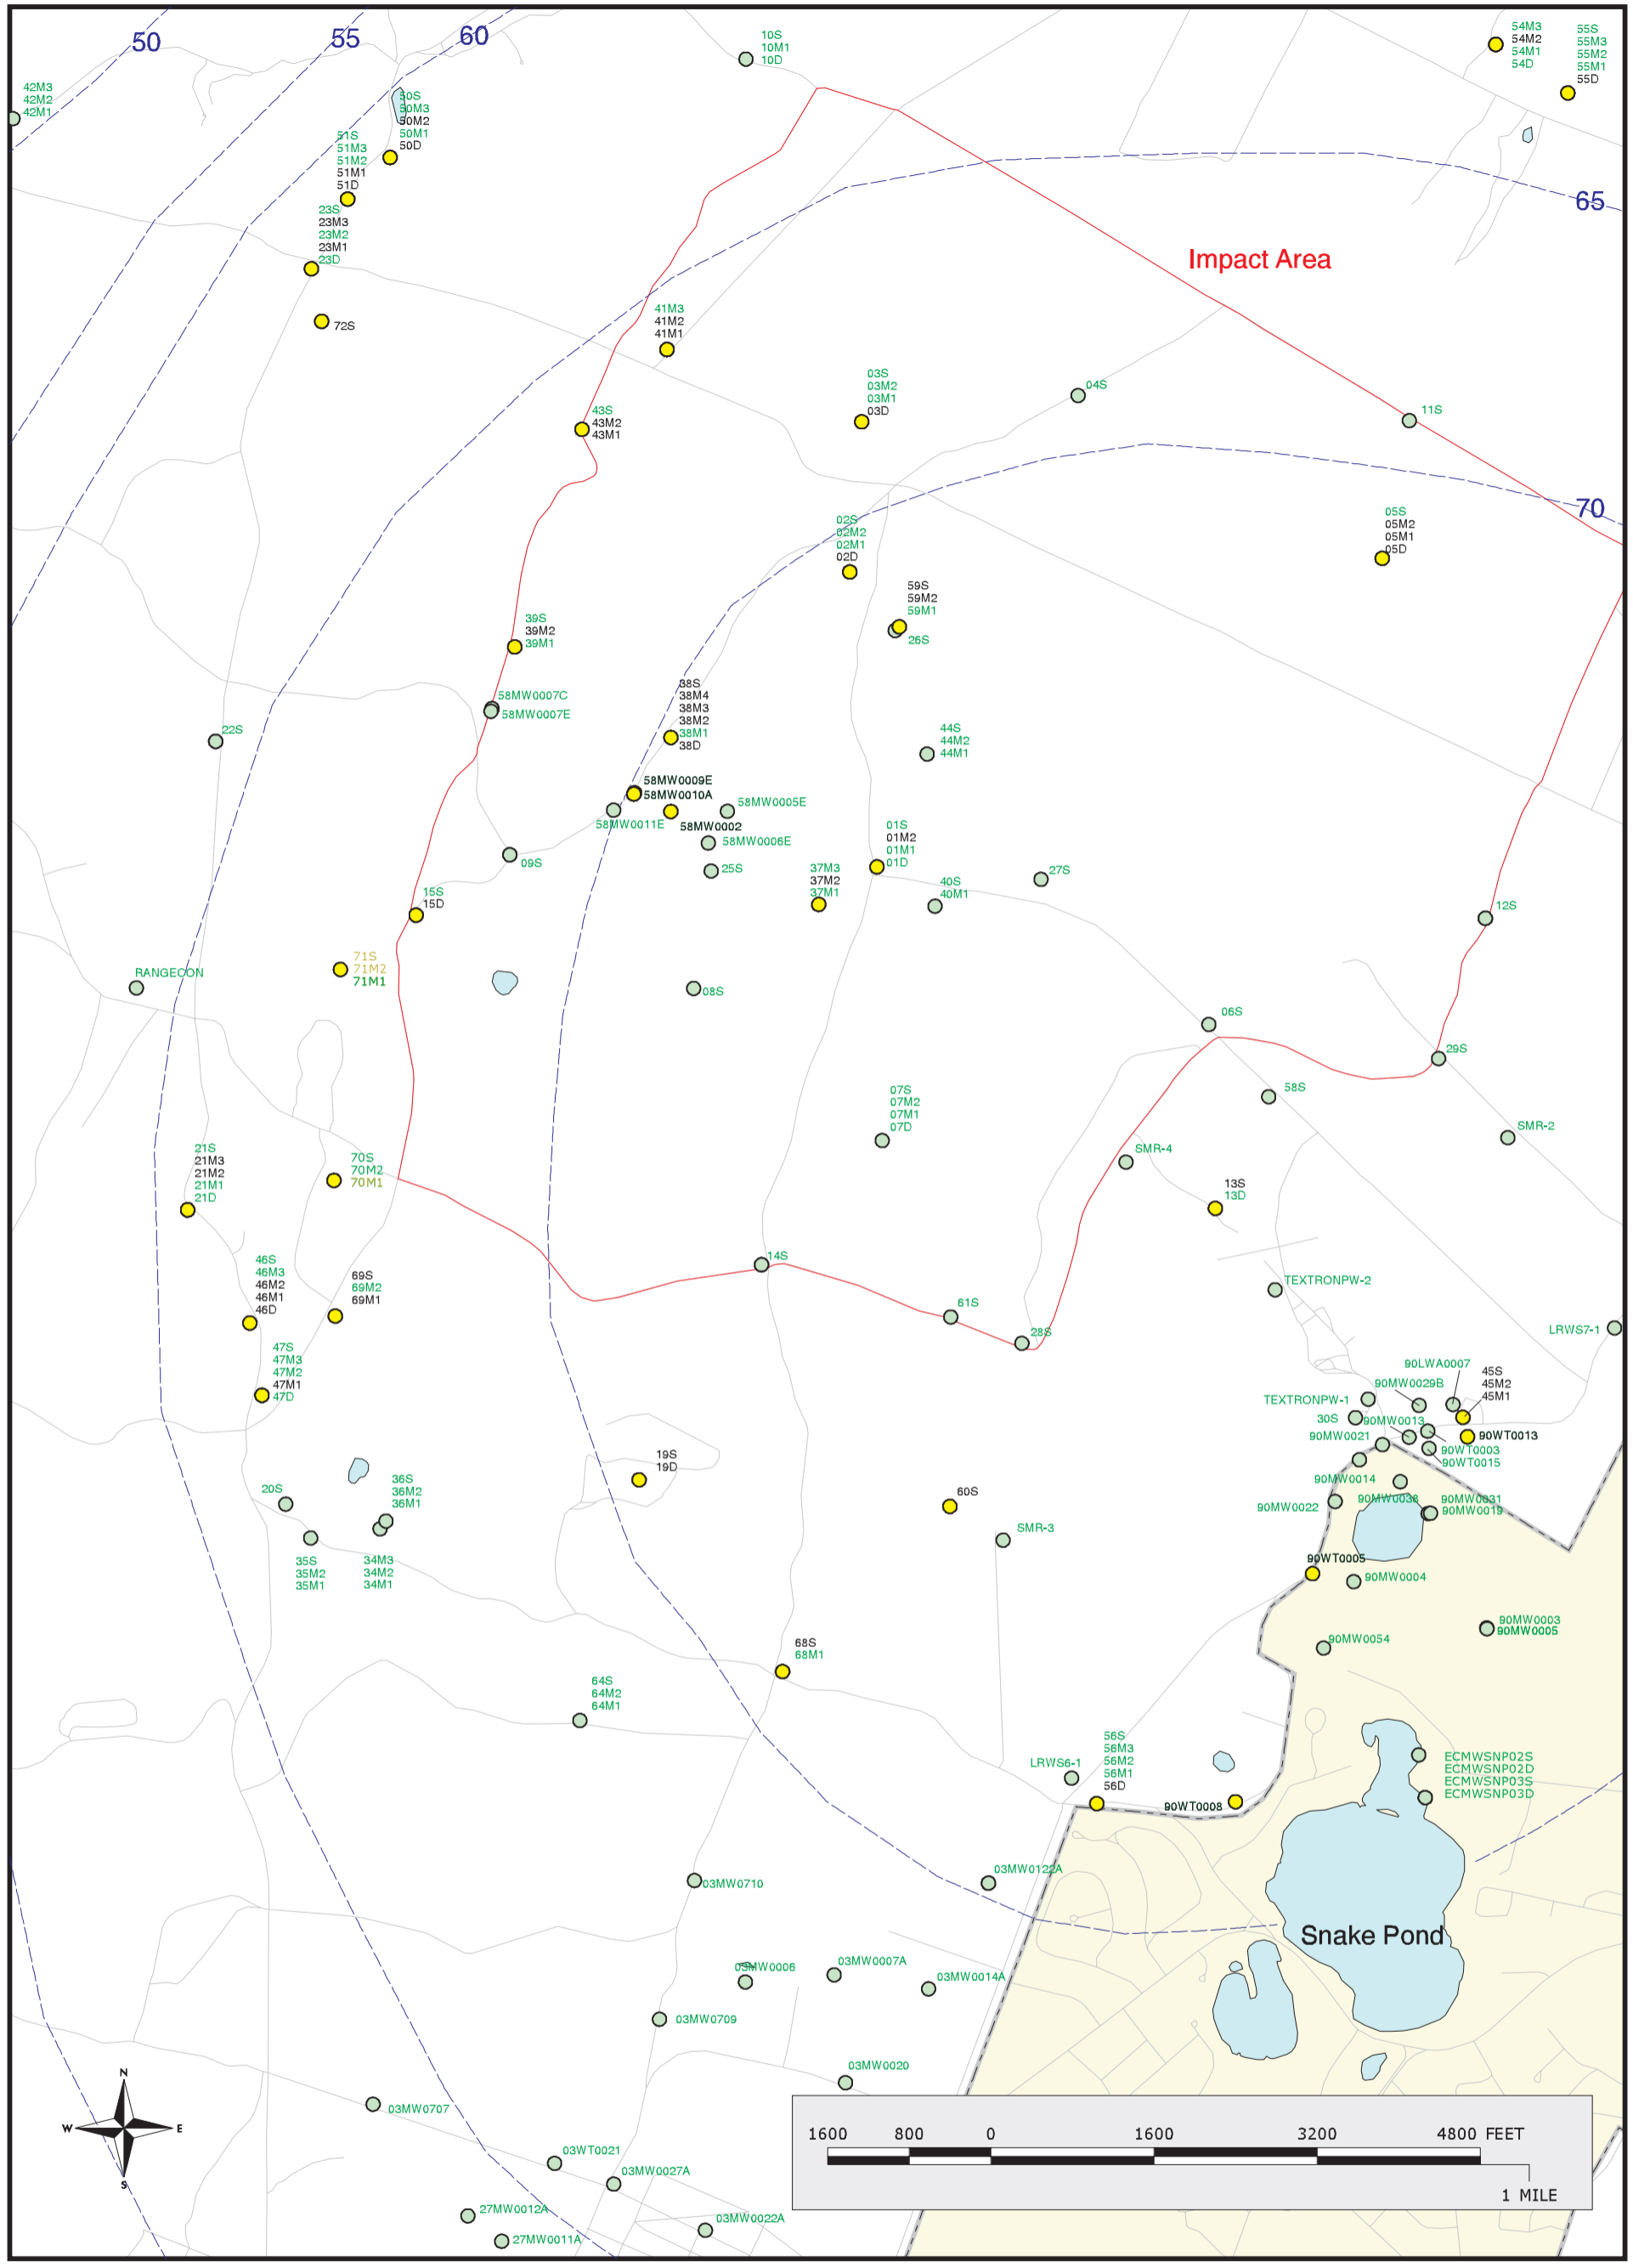 50
55
60
65
70
Impact Area
10S
10M1
10D
54M3
54M2
54M1
54D
55S
55M3
55M2
55M1
55D
42M3
42M2
42M1
50S
50M3
50M2
50M1
50D
51S
51M3
51M2
51M1
51D
23S
23M3
23M2
23M1
23D
72S
41M3
41M2
41M1
43S
43M2
43M1
03S
03M2
03M1
03D
04S
11S
02S
02M2
02M1
02D
05S
05M2
05M1
05D
59S
59M2
59M1
26S
39S
39M2
39M1
58MW0007C
58MW0007E
38S
38M4
38M3
38M2
38M1
38D
22S
44S
44M2
44M1
58MW0009E
58MW0010A
58MW0011E
58MW0002
58MW0005E
58MW0006E
25S
09S
01S
01M2
01M1
01D
37M3
37M2
37M1
40S
40M1
27S
12S
15S
15D
71S
71M2
71M1
RANGECON
08S
06S
29S
58S
SMR-2
07S
07M2
07M1
07D
SMR-4
13S
13D
21S
21M3
21M2
21M1
21D
70S
70M2
70M1
46S
46M3
46M2
46M1
46D
69S
69M2
69M1
14S
61S
28S
TEXTRONPW-2
LRWS7-1
47S
47M3
47M2
47M1
47D
90LWA0007
90MW0029B
45S
45M2
45M1
TEXTRONPW-1
30S
90MW0013
90MW0021
90WT0013
90WT0003
90WT0015
90MW0014
90MW0022
90MW0038
90MW0031
90MW0019
19S
19D
60S
SMR-3
20S
36S
36M2
36M1
35S
35M2
35M1
34M3
34M2
34M1
90WT0005
90MW0004
90MW0003
90MW0005
90MW0054
68S
68M1
64S
64M2
64M1
LRWS6-1
56S
56M3
56M2
56M1
56D
90WT0008
ECMWSNP02S
ECMWSNP02D
ECMWSNP03S
ECMWSNP03D
Snake Pond
03MW0710
03MW0122A
03MW0006
03MW0007A
03MW0014A
03MW0709
03MW0020
03MW0707
03WT0021
03MW0027A
27MW0012A
27MW0011A
03MW0022A
N
W
E
S
1600 800 0 1600 3200 4800 FEET
1 MILE